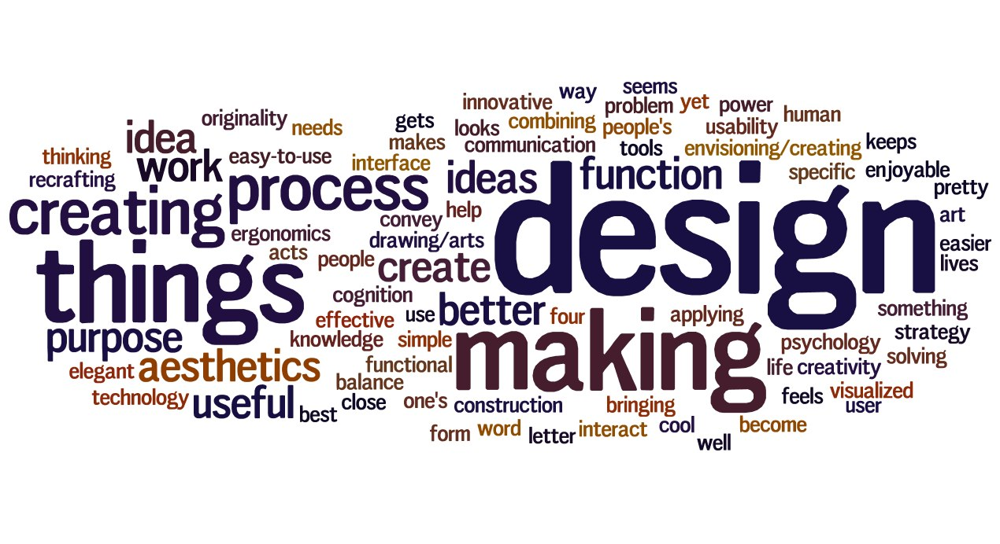 seems
way
innovative
problem
yet
power
human
originality
needs
gets
looks
combining
people's
usability
idea
thinking
makes
communication
tools
envisioning/creating
keeps
work
easy-to-use
interface
ideas
function
specific
enjoyable
recrafting
process
pretty
creating
convey
help
design
art
ergonomics
drawing/arts
easier
acts
people
create
lives
things
cognition
effective
use
better
four
applying
something
purpose
knowledge
simple
making
psychology
strategy
elegant
aesthetics
functional
life
creativity
solving
technology
balance
useful
best
close
one's
construction
bringing
feels
visualized
user
form
word
letter
interact
cool
become
well